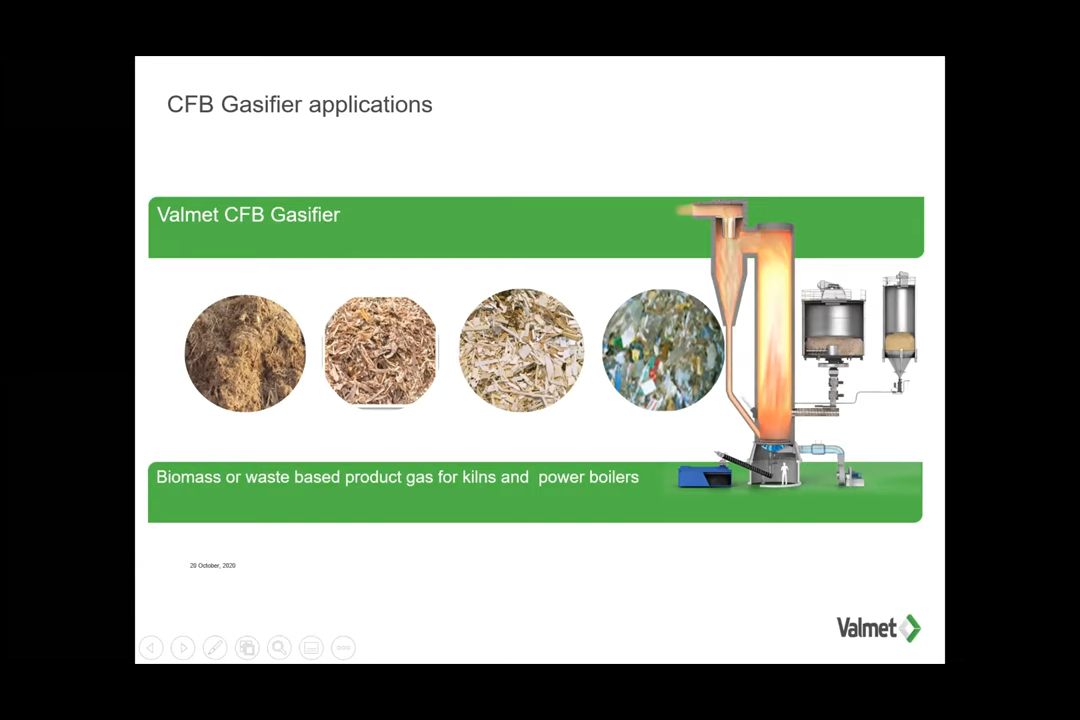 CFB Gasifier applications
Valmet CFB Gasifier
Biomass or waste based product gas for kilns and power boilers
20 October, 2020
Valmet